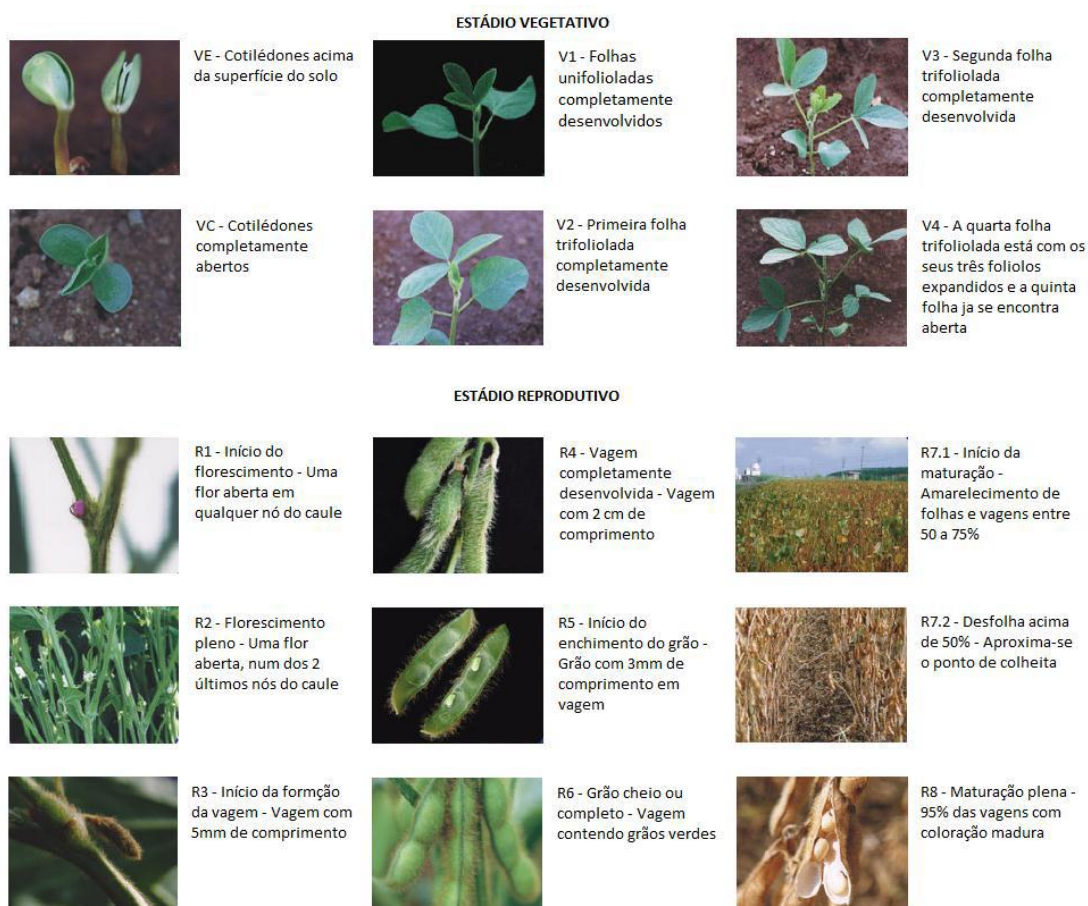 ESTÁDIO VEGETATIVO
VE - Cotilédones acima
da superfície do solo
V1 - Folhas
unifolioladas
completamente
desenvolvidos
V3 - Segunda folha
trifoliolada
completamente
desenvolvida
VC - Cotilédones
completamente
abertos
V2 - Primeira folha
trifoliolada
completamente
desenvolvida
V4 - A quarta folha
trifoliolada está com os
seus três foliolos
expandidos e a quinta
folha ja se encontra
aberta
ESTÁDIO REPRODUTIVO
R1 - Início do
florescimento - Uma
flor aberta em
qualquer nó do caule
R4 - Vagem
completamente
desenvolvida - Vagem
com 2 cm de
comprimento
R7.1 - Início da
maturação -
Amarelecimento de
folhas e vagens entre
50 a 75%
R2 - Florescimento
pleno - Uma flor
aberta, num dos 2
últimos nós do caule
R5 - Início do
enchimento do grão -
Grão com 3mm de
comprimento em
vagem
R7.2 - Desfolha acima
de 50% - Aproxima-se
o ponto de colheita
R3 - Início da formção
da vagem - Vagem com
5mm de comprimento
R6 - Grão cheio ou
completo - Vagem
contendo grãos verdes
R8 - Maturação plena -
95% das vagens com
coloração madura